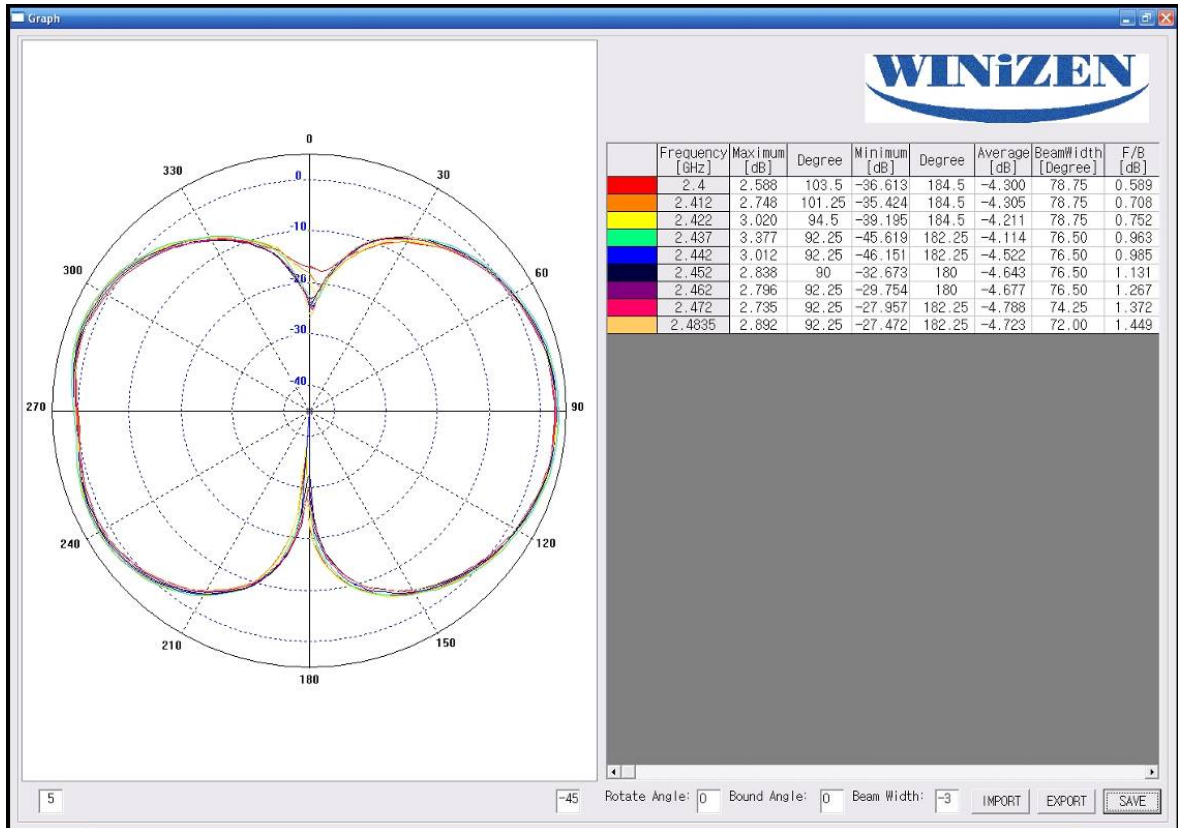 Graph
WINiZEN
0
30
60
90
120
150
180
210
240
270
300
330
0
-10
-20
-30
-40
Frequency [GHz] Maximum [dB] Degree Minimum [dB] Degree Average [dB] BeamWidth [Degree] F/B [dB]
2.4 2.588 103.5 -36.613 184.5 -4.300 78.75 0.589
2.412 2.748 101.25 -35.424 184.5 -4.305 78.75 0.708
2.422 3.020 94.5 -39.195 184.5 -4.211 78.75 0.752
2.437 3.377 92.25 -45.619 182.25 -4.114 76.50 0.963
2.442 3.012 92.25 -46.151 182.25 -4.522 76.50 0.985
2.452 2.838 90 -32.673 180 -4.643 76.50 1.131
2.462 2.796 92.25 -29.754 180 -4.677 76.50 1.267
2.472 2.735 92.25 -27.957 182.25 -4.788 74.25 1.372
2.4835 2.892 92.25 -27.472 182.25 -4.723 72.00 1.449
5 -45 Rotate Angle: 0 Bound Angle: 0 Beam Width: -3 IMPORT EXPORT SAVE